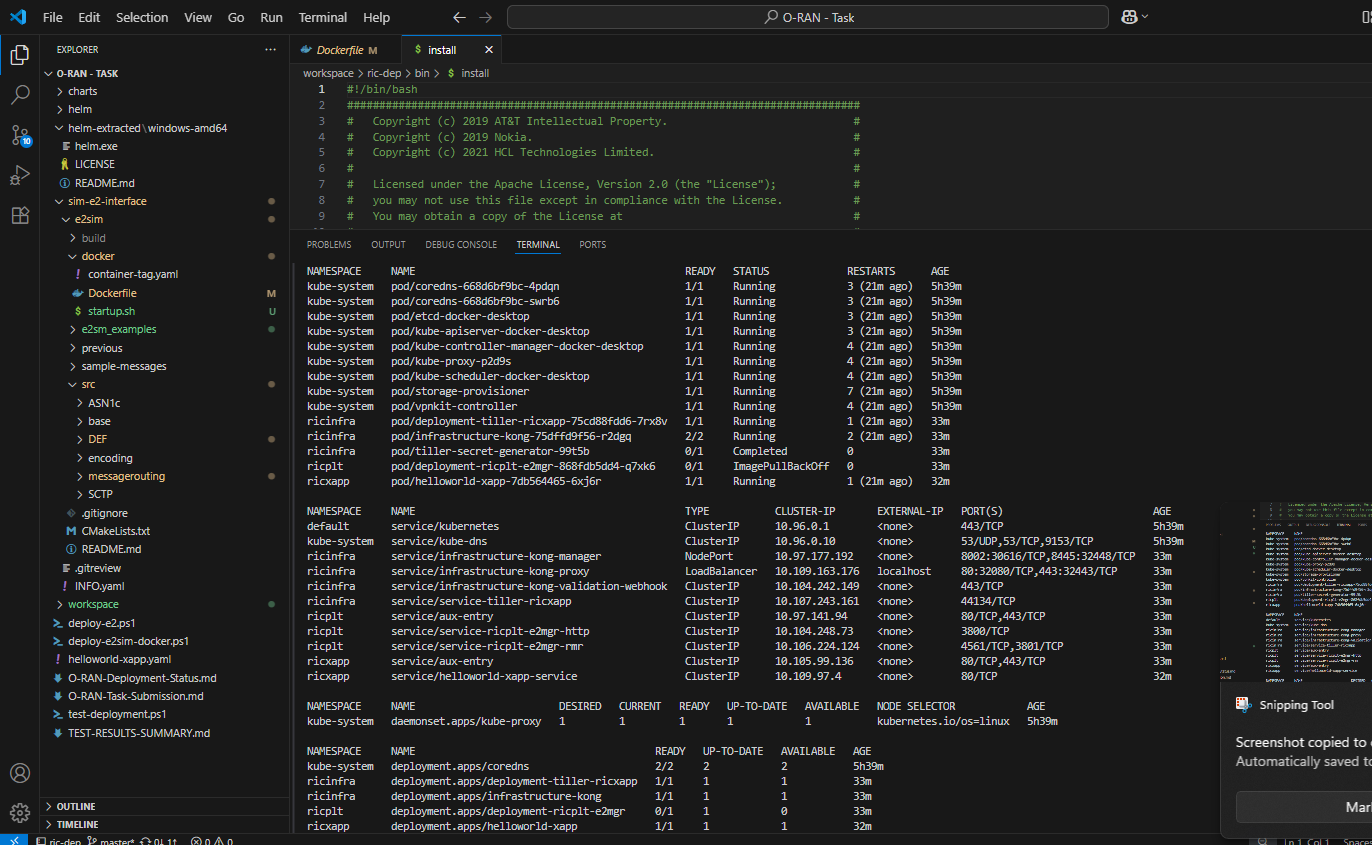 File Edit Selection View Go Run Terminal Help
O-RAN - Task
EXPLORER
O-RAN - TASK
charts
helm
helm-extracted\windows-amd64
helm.exe
LICENSE
README.md
sim-e2-interface
e2sim
build
docker
container-tag.yaml
Dockerfile M
startup.sh U
e2sm_examples
previous
sample-messages
src
ASN1c
base
DEF
encoding
messagerouting
SCTP
.gitignore
CMakeLists.txt
README.md
.gitreview
INFO.yaml
workspace
deploy-e2.ps1
deploy-e2sim-docker.ps1
helloworld-xapp.yaml
O-RAN-Deployment-Status.md
O-RAN-Task-Submission.md
test-deployment.ps1
TEST-RESULTS-SUMMARY.md
OUTLINE
TIMELINE
10
Dockerfile M
$ install
workspace > ric-dep > bin > $ install
1 #!/bin/bash
2 ################################################################################
3 # Copyright (c) 2019 AT&T Intellectual Property. #
4 # Copyright (c) 2019 Nokia. #
5 # Copyright (c) 2021 HCL Technologies Limited. #
6 # #
7 # Licensed under the Apache License, Version 2.0 (the "License"); #
8 # you may not use this file except in compliance with the License. #
9 # You may obtain a copy of the License at #
PROBLEMS OUTPUT DEBUG CONSOLE TERMINAL PORTS
NAMESPACE NAME READY STATUS RESTARTS AGE
kube-system pod/coredns-668d6bf9bc-4pdqn 1/1 Running 3 (21m ago) 5h39m
kube-system pod/coredns-668d6bf9bc-swrb6 1/1 Running 3 (21m ago) 5h39m
kube-system pod/etcd-docker-desktop 1/1 Running 3 (21m ago) 5h39m
kube-system pod/kube-apiserver-docker-desktop 1/1 Running 3 (21m ago) 5h39m
kube-system pod/kube-controller-manager-docker-desktop 1/1 Running 4 (21m ago) 5h39m
kube-system pod/kube-proxy-p2d9s 1/1 Running 4 (21m ago) 5h39m
kube-system pod/kube-scheduler-docker-desktop 1/1 Running 4 (21m ago) 5h39m
kube-system pod/storage-provisioner 1/1 Running 7 (21m ago) 5h39m
kube-system pod/vpnkit-controller 1/1 Running 4 (21m ago) 5h39m
ricinfra pod/deployment-tiller-ricxapp-75cd88fdd6-7rx8v 1/1 Running 1 (21m ago) 33m
ricinfra pod/infrastructure-kong-75dffd9f56-r2dgq 2/2 Running 2 (21m ago) 33m
ricinfra pod/tiller-secret-generator-99t5b 0/1 Completed 0 33m
ricplt pod/deployment-ricplt-e2mgr-868fdb5dd4-q7xk6 0/1 ImagePullBackOff 0 33m
ricxapp pod/helloworld-xapp-7db564465-6xj6r 1/1 Running 1 (21m ago) 32m
NAMESPACE NAME TYPE CLUSTER-IP EXTERNAL-IP PORT(S) AGE
default service/kubernetes ClusterIP 10.96.0.1 <none> 443/TCP 5h39m
kube-system service/kube-dns ClusterIP 10.96.0.10 <none> 53/UDP,53/TCP,9153/TCP 5h39m
ricinfra service/infrastructure-kong-manager NodePort 10.97.177.192 <none> 8002:30616/TCP,8445:32448/TCP 33m
ricinfra service/infrastructure-kong-proxy LoadBalancer 10.109.163.176 localhost 80:32080/TCP,443:32443/TCP 33m
ricinfra service/infrastructure-kong-validation-webhook ClusterIP 10.104.242.149 <none> 443/TCP 33m
ricinfra service/service-tiller-ricxapp ClusterIP 10.107.243.161 <none> 44134/TCP 33m
ricplt service/aux-entry ClusterIP 10.97.141.94 <none> 80/TCP,443/TCP 33m
ricplt service/service-ricplt-e2mgr-http ClusterIP 10.104.248.73 <none> 3800/TCP 33m
ricplt service/service-ricplt-e2mgr-rmr ClusterIP 10.106.224.124 <none> 4561/TCP,3801/TCP 33m
ricxapp service/aux-entry ClusterIP 10.105.99.136 <none> 80/TCP,443/TCP 33m
ricxapp service/helloworld-xapp-service ClusterIP 10.109.97.4 <none> 80/TCP 32m
NAMESPACE NAME DESIRED CURRENT READY UP-TO-DATE AVAILABLE NODE SELECTOR AGE
kube-system daemonset.apps/kube-proxy 1 1 1 1 1 kubernetes.io/os=linux 5h39m
NAMESPACE NAME READY UP-TO-DATE AVAILABLE AGE
kube-system deployment.apps/coredns 2/2 2 2 5h39m
ricinfra deployment.apps/deployment-tiller-ricxapp 1/1 1 1 33m
ricinfra deployment.apps/infrastructure-kong 1/1 1 1 33m
ricplt deployment.apps/deployment-ricplt-e2mgr 0/1 1 0 33m
ricxapp deployment.apps/helloworld-xapp 1/1 1 1 32m
Snipping Tool
Screenshot copied to
Automatically saved to
ric-dep master* 0↓ 1↑ 0 0
Ln 1, Col 1 Spaces